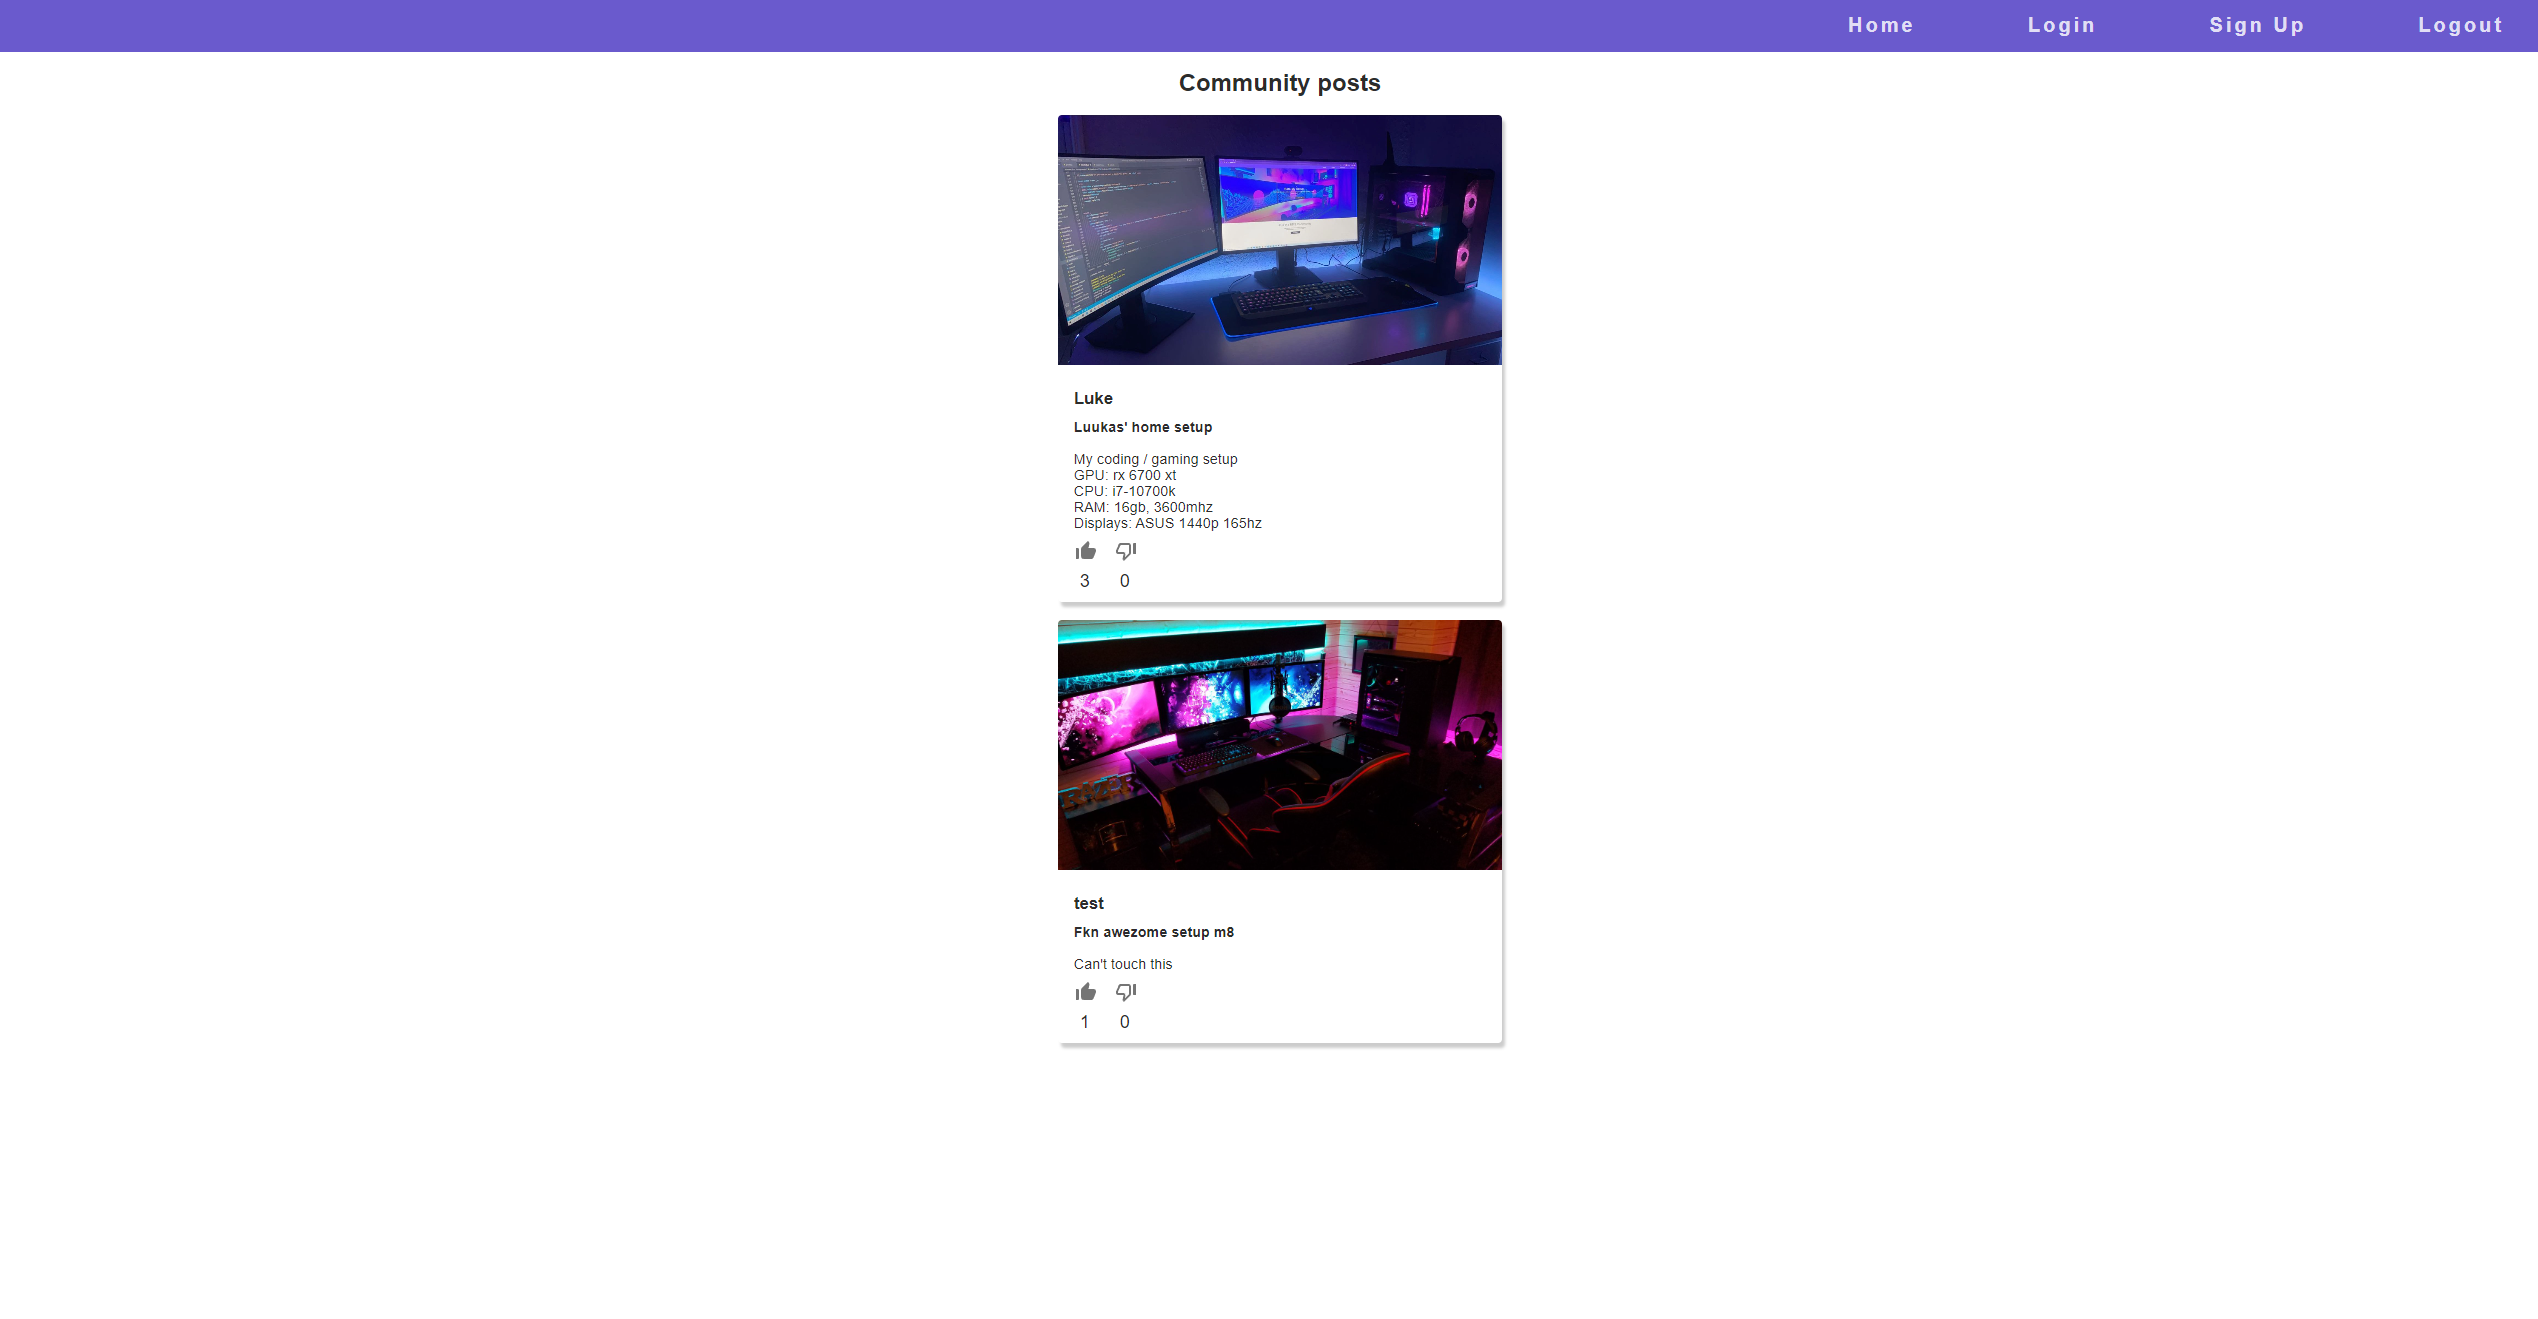 Home Login Sign Up Logout
Community posts
Luke
Luukas' home setup
My coding / gaming setup
GPU: rx 6700 xt
CPU: i7-10700k
RAM: 16gb, 3600mhz
Displays: ASUS 1440p 165hz
3 0
test
Fkn awezome setup m8
Can't touch this
1 0